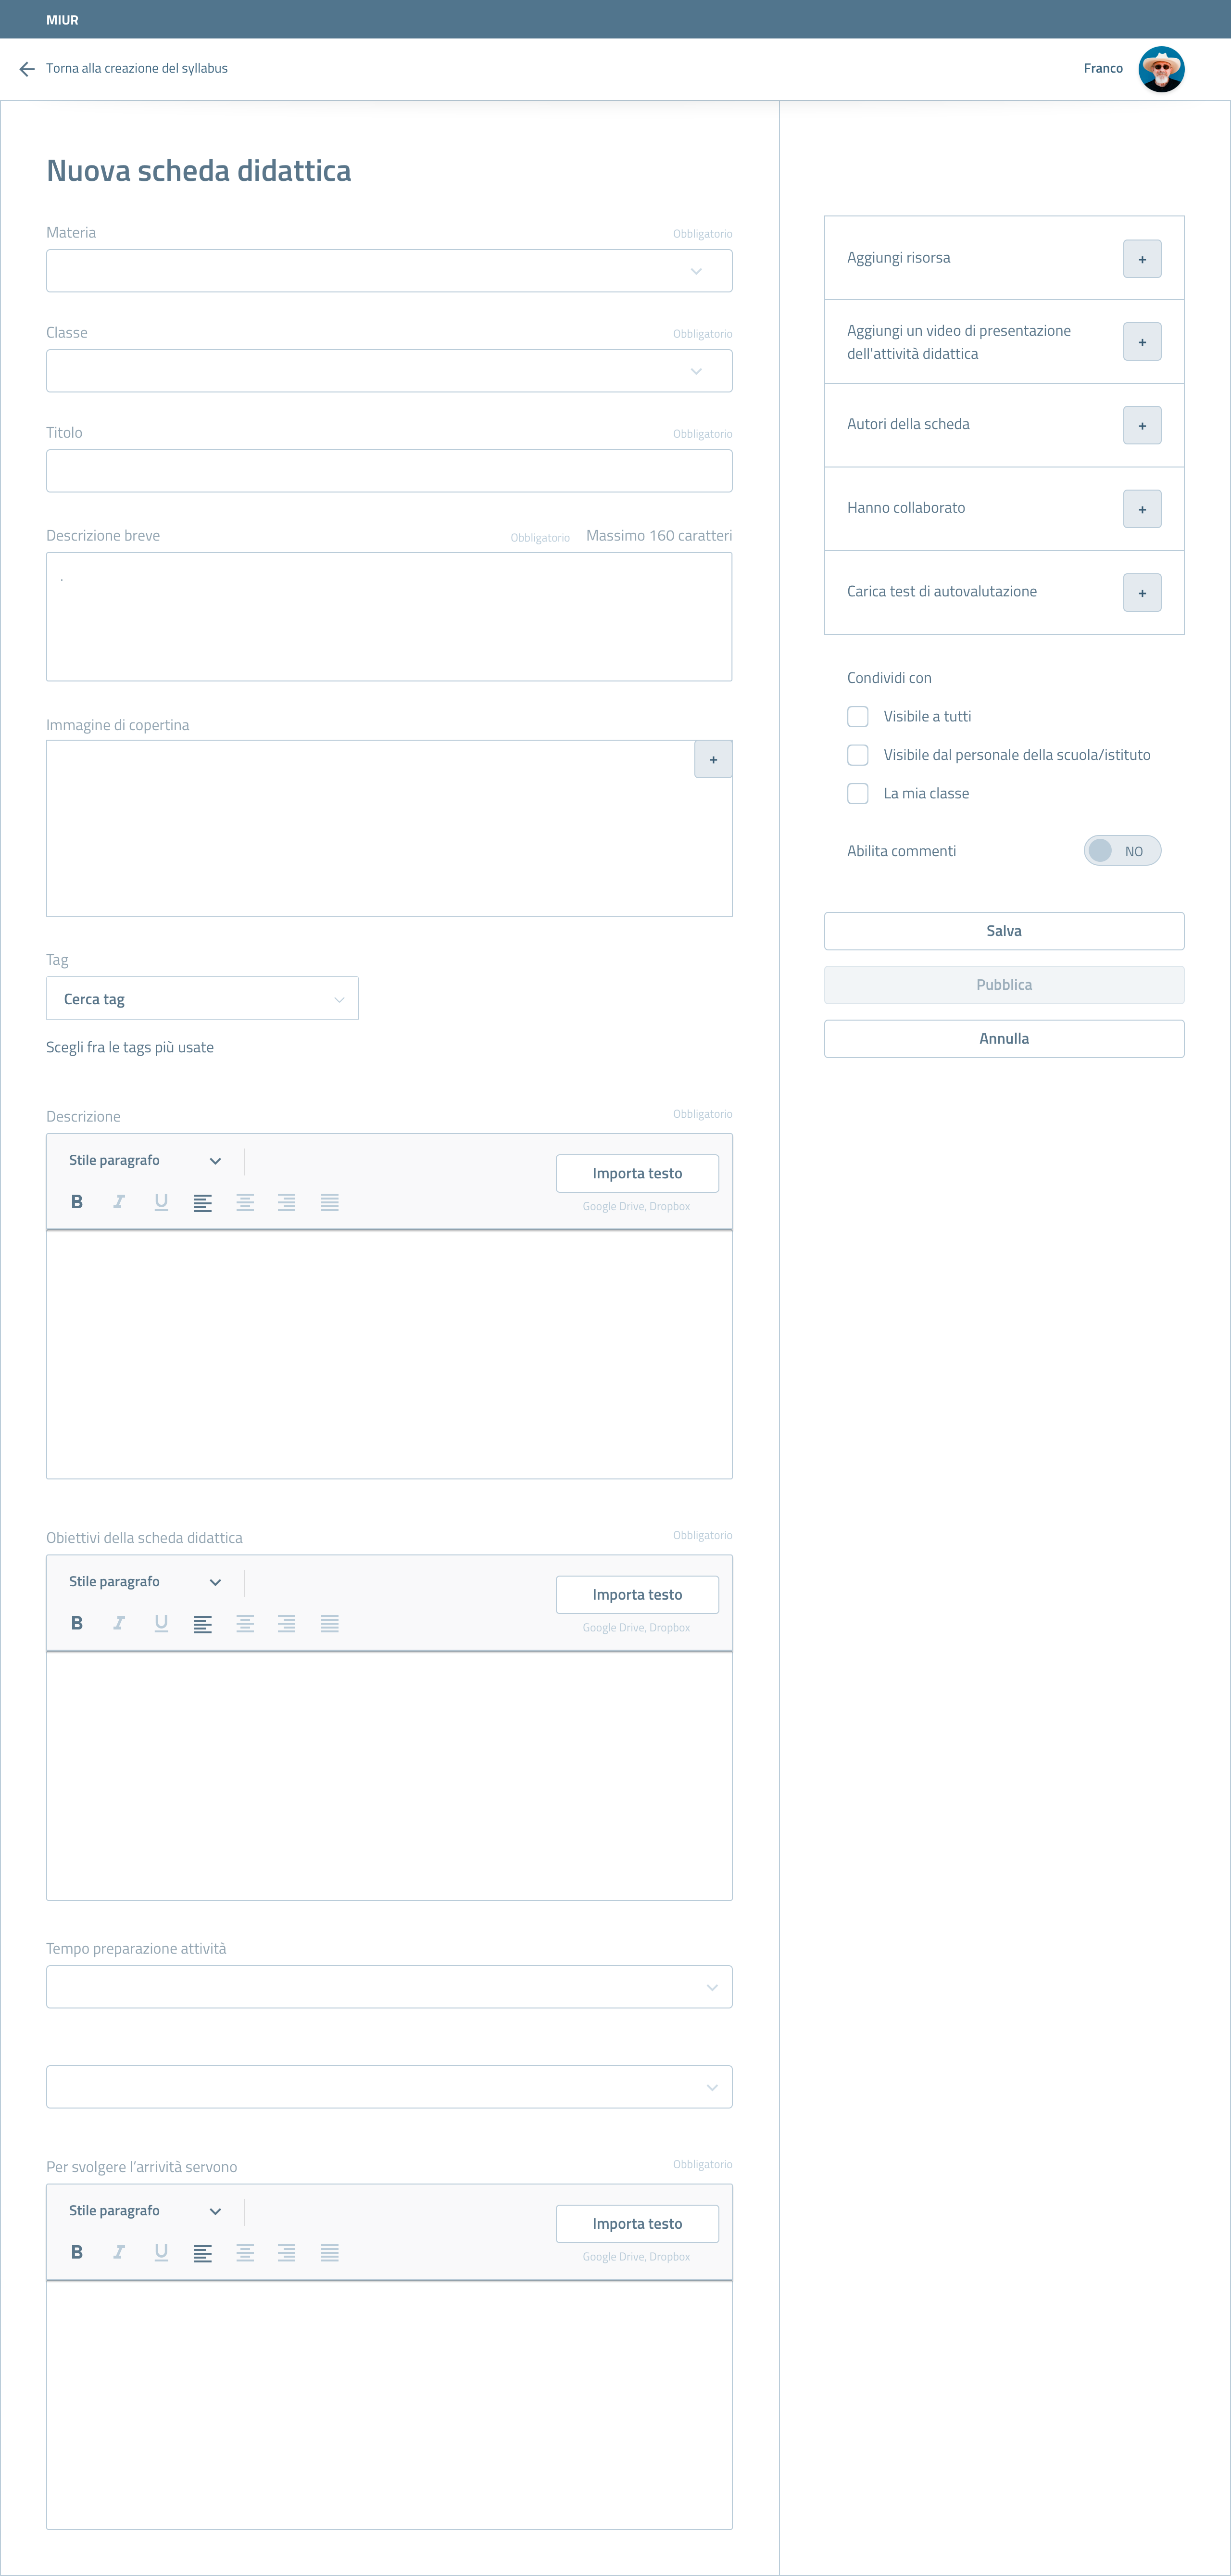 MIUR
Torna alla creazione del syllabus
Franco
Nuova scheda didattica
Materia
Obbligatorio
Classe
Obbligatorio
Titolo
Obbligatorio
Descrizione breve
Obbligatorio
Massimo 160 caratteri
.
Immagine di copertina
+
Tag
Cerca tag
Scegli fra le tags più usate
Descrizione
Obbligatorio
Stile paragrafo
Importa testo
B I U
Google Drive, Dropbox
Obiettivi della scheda didattica
Obbligatorio
Stile paragrafo
Importa testo
B I U
Google Drive, Dropbox
Tempo preparazione attività
Per svolgere l'arrività servono
Obbligatorio
Stile paragrafo
Importa testo
B I U
Google Drive, Dropbox
Aggiungi risorsa
+
Aggiungi un video di presentazione
dell'attività didattica
+
Autori della scheda
+
Hanno collaborato
+
Carica test di autovalutazione
+
Condividi con
Visibile a tutti
Visibile dal personale della scuola/istituto
La mia classe
Abilita commenti
NO
Salva
Pubblica
Annulla